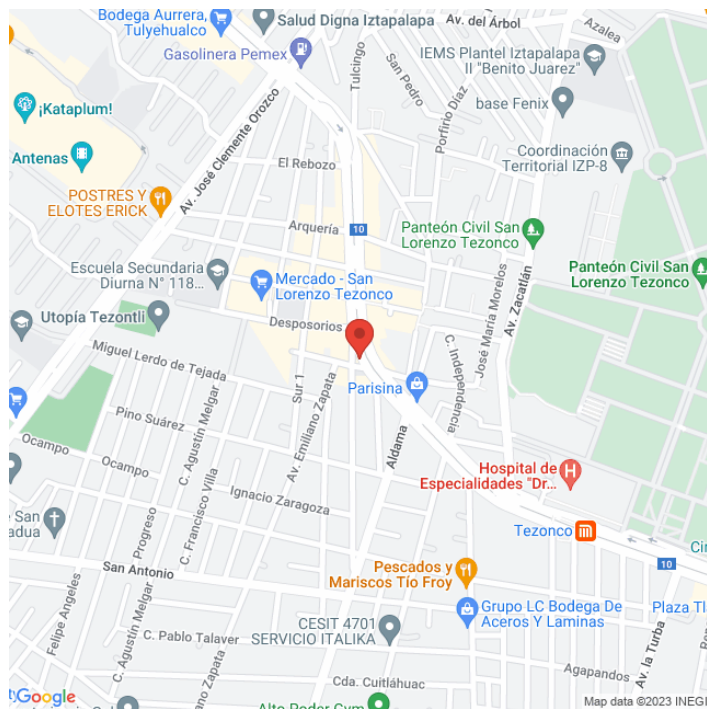 Bodega Aurrera,
Tulyehualco
Salud Digna Iztapalapa
Av. del Árbol
Azalea
Gasolinera Pemex
Tulcingo
San Pedro
Porfirio Díaz
IEMS Plantel Iztapalapa
II "Benito Juarez"
base Fenix
¡Kataplum!
Antenas
Av. José Clemente Orozco
El Rebozo
Coordinación
Territorial IZP-8
POSTRES Y
ELOTES ERICK
Arquería
10
Panteón Civil San
Lorenzo Tezonco
Escuela Secundaria
Diurna N° 118...
Mercado - San
Lorenzo Tezonco
Panteón Civil San
Lorenzo Tezonco
José María Morelos
Av. Zacatlán
Utopía Tezontli
Desposorios
Miguel Lerdo de Tejada
Sur 1
Av. Emiliano Zapata
C. Independencia
Parisina
Pino Suárez
C. Agustín Melgar
Aldama
Ocampo
Ocampo
C. Francisco Villa
Ignacio Zaragoza
Hospital de
Especialidades "Dr...
Progreso
Tezonco
San Antonio
Pescados y
Mariscos Tío Froy
10
Felipe Angeles
C. Agustín Melgar
Grupo LC Bodega De
Aceros Y Laminas
CESIT 4701
SERVICIO ITALIKA
C. Pablo Talaver
Agapandos
Av. la Turba
Cda. Cuitláhuac
Google
Map data ©2023 INEGI